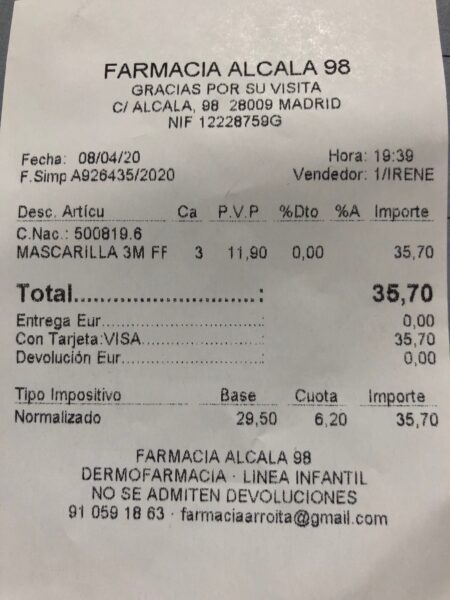 FARMACIA ALCALA 98
GRACIAS POR SU VISITA
C/ ALCALA, 98 28009 MADRID
NIF 12228759G
Fecha: 08/04/20 Hora: 19:39
F.Simp A926435/2020 Vendedor: 1/IRENE
Desc. Artícu Ca P.V.P %Dto %A Importe
C.Nac.: 500819.6
MASCARILLA 3M FF 3 11,90 0,00 35,70
Total......................: 35,70
Entrega Eur......................: 0,00
Con Tarjeta:VISA......................: 35,70
Devolución Eur......................: 0,00
Tipo Impositivo Base Cuota Importe
Normalizado 29,50 6,20 35,70
FARMACIA ALCALA 98
DERMOFARMACIA · LINEA INFANTIL
NO SE ADMITEN DEVOLUCIONES
91 059 18 63 · farmaciaarroita@gmail.com